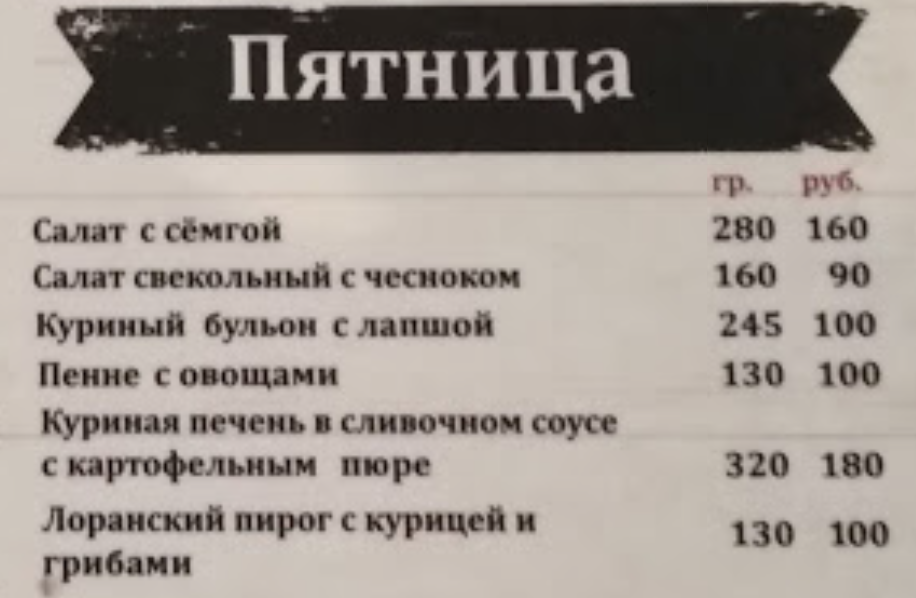 Пятница
гр. руб.
Салат с сёмгой 280 160
Салат свекольный с чесноком 160 90
Куриный бульон с лапшой 245 100
Пенне с овощами 130 100
Куриная печень в сливочном соусе
с картофельным пюре 320 180
Лоранский пирог с курицей и
грибами 130 100